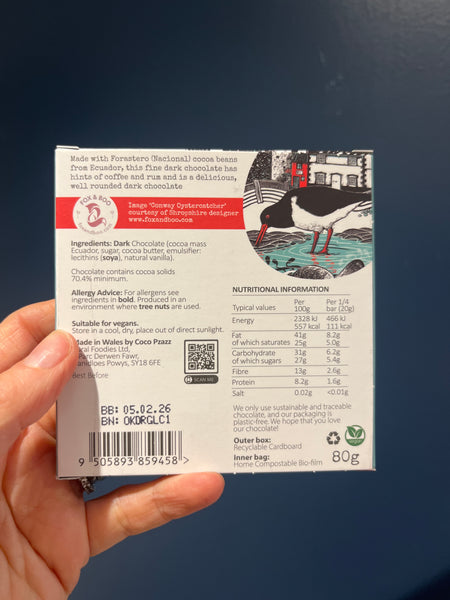 Made with Forastero (Nacional) cocoa beans
from Ecuador, this fine dark chocolate has
hints of coffee and rum and is a delicious,
well rounded dark chocolate
FOX & BOO
foxandboo.com
Image 'Conway Oystercatcher'
courtesy of Shropshire designer
www.foxandboo.com
Ingredients: Dark Chocolate (cocoa mass
Ecuador, sugar, cocoa butter, emulsifier:
lecithins (soya), natural vanilla).
Chocolate contains cocoa solids
70.4% minimum.
Allergy Advice: For allergens see
ingredients in bold. Produced in an
environment where tree nuts are used.
Suitable for vegans.
Store in a cool, dry, place out of direct sunlight.
Made in Wales by Coco Pzazz
Foodies Ltd,
Parc Derwen Fawr,
Powys, SY18 6FE
Best Before
SCAN ME
BB: 05.02.26
BN: OKDRGLC1
9 505893 859458 >
NUTRITIONAL INFORMATION
Typical values Per 100g Per 1/4 bar (20g)
Energy 2328 kJ 466 kJ
557 kcal 111 kcal
Fat 41g 8.2g
of which saturates 25g 5.0g
Carbohydrate 31g 6.2g
of which sugars 27g 5.4g
Fibre 13g 2.6g
Protein 8.2g 1.6g
Salt 0.02g <0.01g
We only use sustainable and traceable
chocolate, and our packaging is
plastic-free. We hope that you love
our chocolate!
Outer box:
Recyclable Cardboard
Inner bag:
Home Compostable Bio-film
vegan
80g